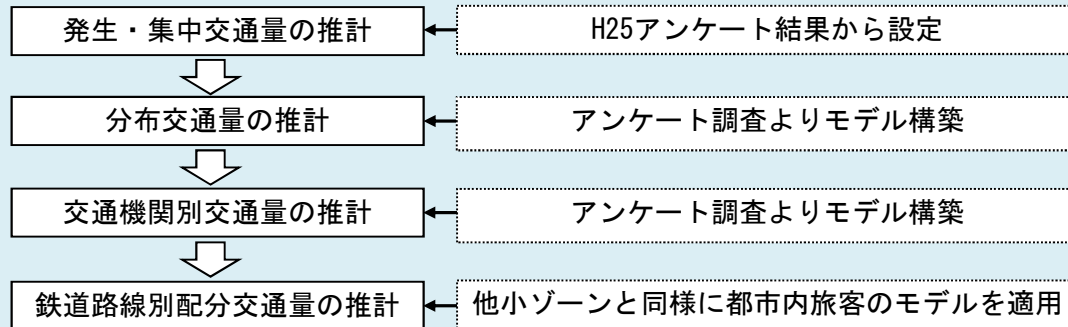 発生・集中交通量の推計
H25アンケート結果から設定
分布交通量の推計
アンケート調査よりモデル構築
交通機関別交通量の推計
アンケート調査よりモデル構築
鉄道路線別配分交通量の推計
他小ゾーンと同様に都市内旅客のモデルを適用